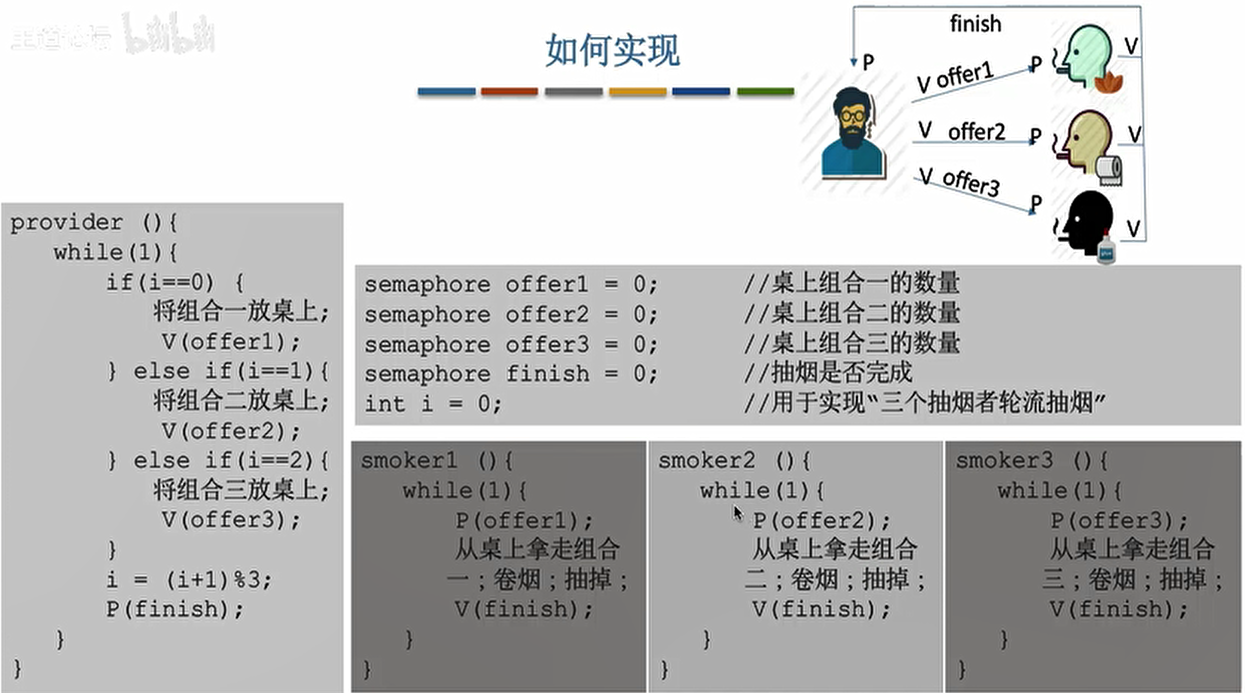 王道论坛 bilibili
如何实现
finish
P
V offer1 P V
V offer2 P V
V offer3 P V
provider (){
while(1){
if(i==0) {
将组合一放桌上;
V(offer1);
} else if(i==1){
将组合二放桌上;
V(offer2);
} else if(i==2){
将组合三放桌上;
V(offer3);
}
i = (i+1)%3;
P(finish);
}
}
semaphore offer1 = 0; //桌上组合一的数量
semaphore offer2 = 0; //桌上组合二的数量
semaphore offer3 = 0; //桌上组合三的数量
semaphore finish = 0; //抽烟是否完成
int i = 0; //用于实现“三个抽烟者轮流抽烟”
smoker1 (){
while(1){
P(offer1);
从桌上拿走组合
一;卷烟;抽掉;
V(finish);
}
}
smoker2 (){
while(1){
P(offer2);
从桌上拿走组合
二;卷烟;抽掉;
V(finish);
}
}
smoker3 (){
while(1){
P(offer3);
从桌上拿走组合
三;卷烟;抽掉;
V(finish);
}
}